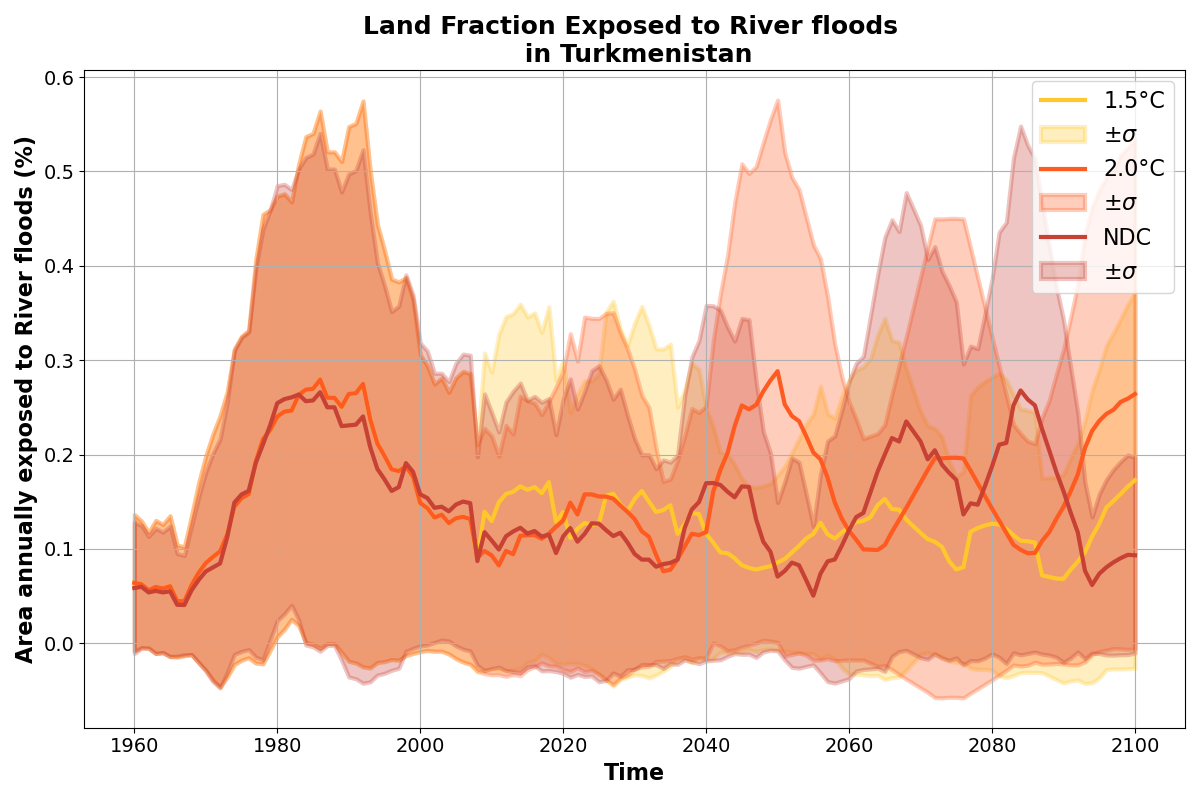 Land Fraction Exposed to River floods
in Turkmenistan
Area annually exposed to River floods (%)
0.6
0.5
0.4
0.3
0.2
0.1
0.0
1.5°C
±σ
2.0°C
±σ
NDC
±σ
1960
1980
2000
2020
2040
2060
2080
2100
Time